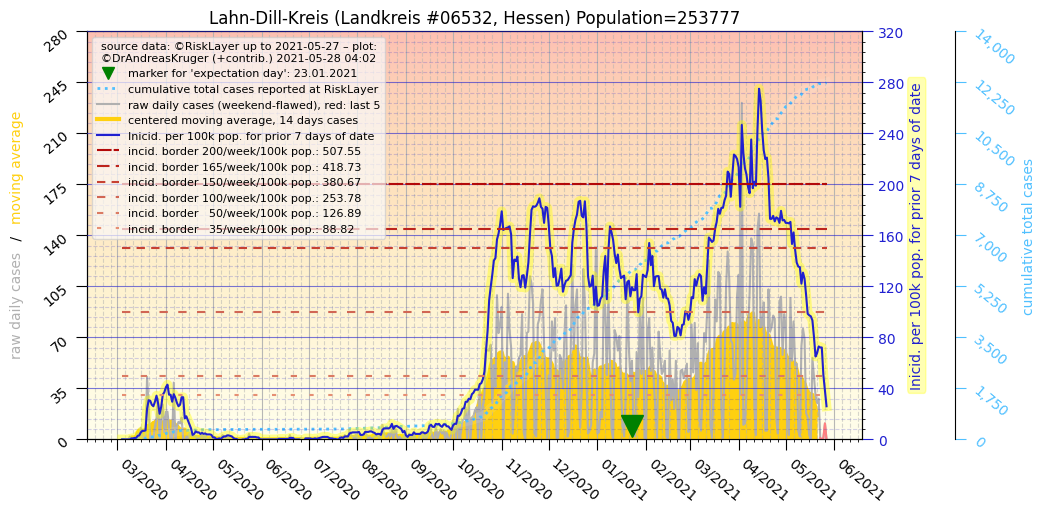 Lahn-Dill-Kreis (Landkreis #06532, Hessen) Population=253777
source data: ©RiskLayer up to 2021-05-27 – plot:
©DrAndreasKruger (+contrib.) 2021-05-28 04:02
marker for 'expectation day': 23.01.2021
cumulative total cases reported at RiskLayer
raw daily cases (weekend-flawed), red: last 5
centered moving average, 14 days cases
Inicid. per 100k pop. for prior 7 days of date
incid. border 200/week/100k pop.: 507.55
incid. border 165/week/100k pop.: 418.73
incid. border 150/week/100k pop.: 380.67
incid. border 100/week/100k pop.: 253.78
incid. border 50/week/100k pop.: 126.89
incid. border 35/week/100k pop.: 88.82
raw daily cases / moving average
280
245
210
175
140
105
70
35
0
320
280
240
200
160
120
80
40
0
Inicid. per 100k pop. for prior 7 days of date
14,000
12,250
10,500
8,750
7,000
5,250
3,500
1,750
0
cumulative total cases
03/2020
04/2020
05/2020
06/2020
07/2020
08/2020
09/2020
10/2020
11/2020
12/2020
01/2021
02/2021
03/2021
04/2021
05/2021
06/2021